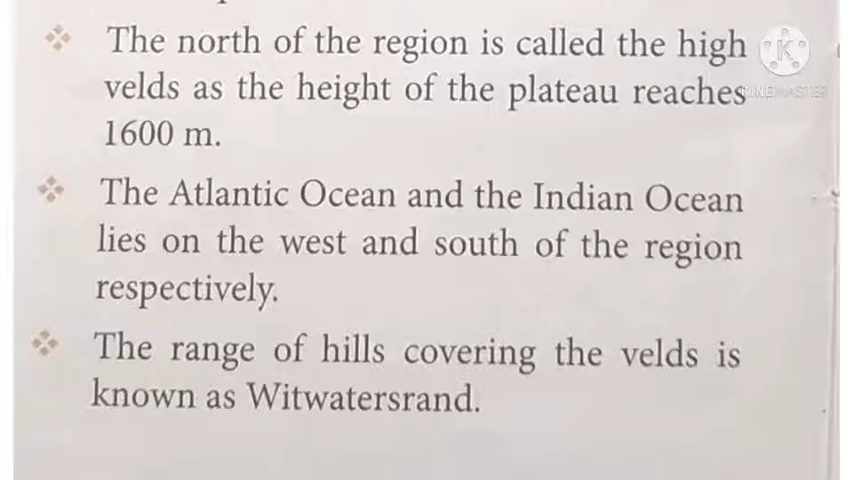 The north of the region is called the high
velds as the height of the plateau reaches
1600 m.
The Atlantic Ocean and the Indian Ocean
lies on the west and south of the region
respectively.
The range of hills covering the velds is
known as Witwatersrand.
K
KINEMASTER